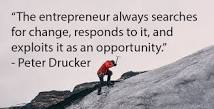 “The entrepreneur always searches
for change, responds to it, and
exploits it as an opportunity.”
- Peter Drucker